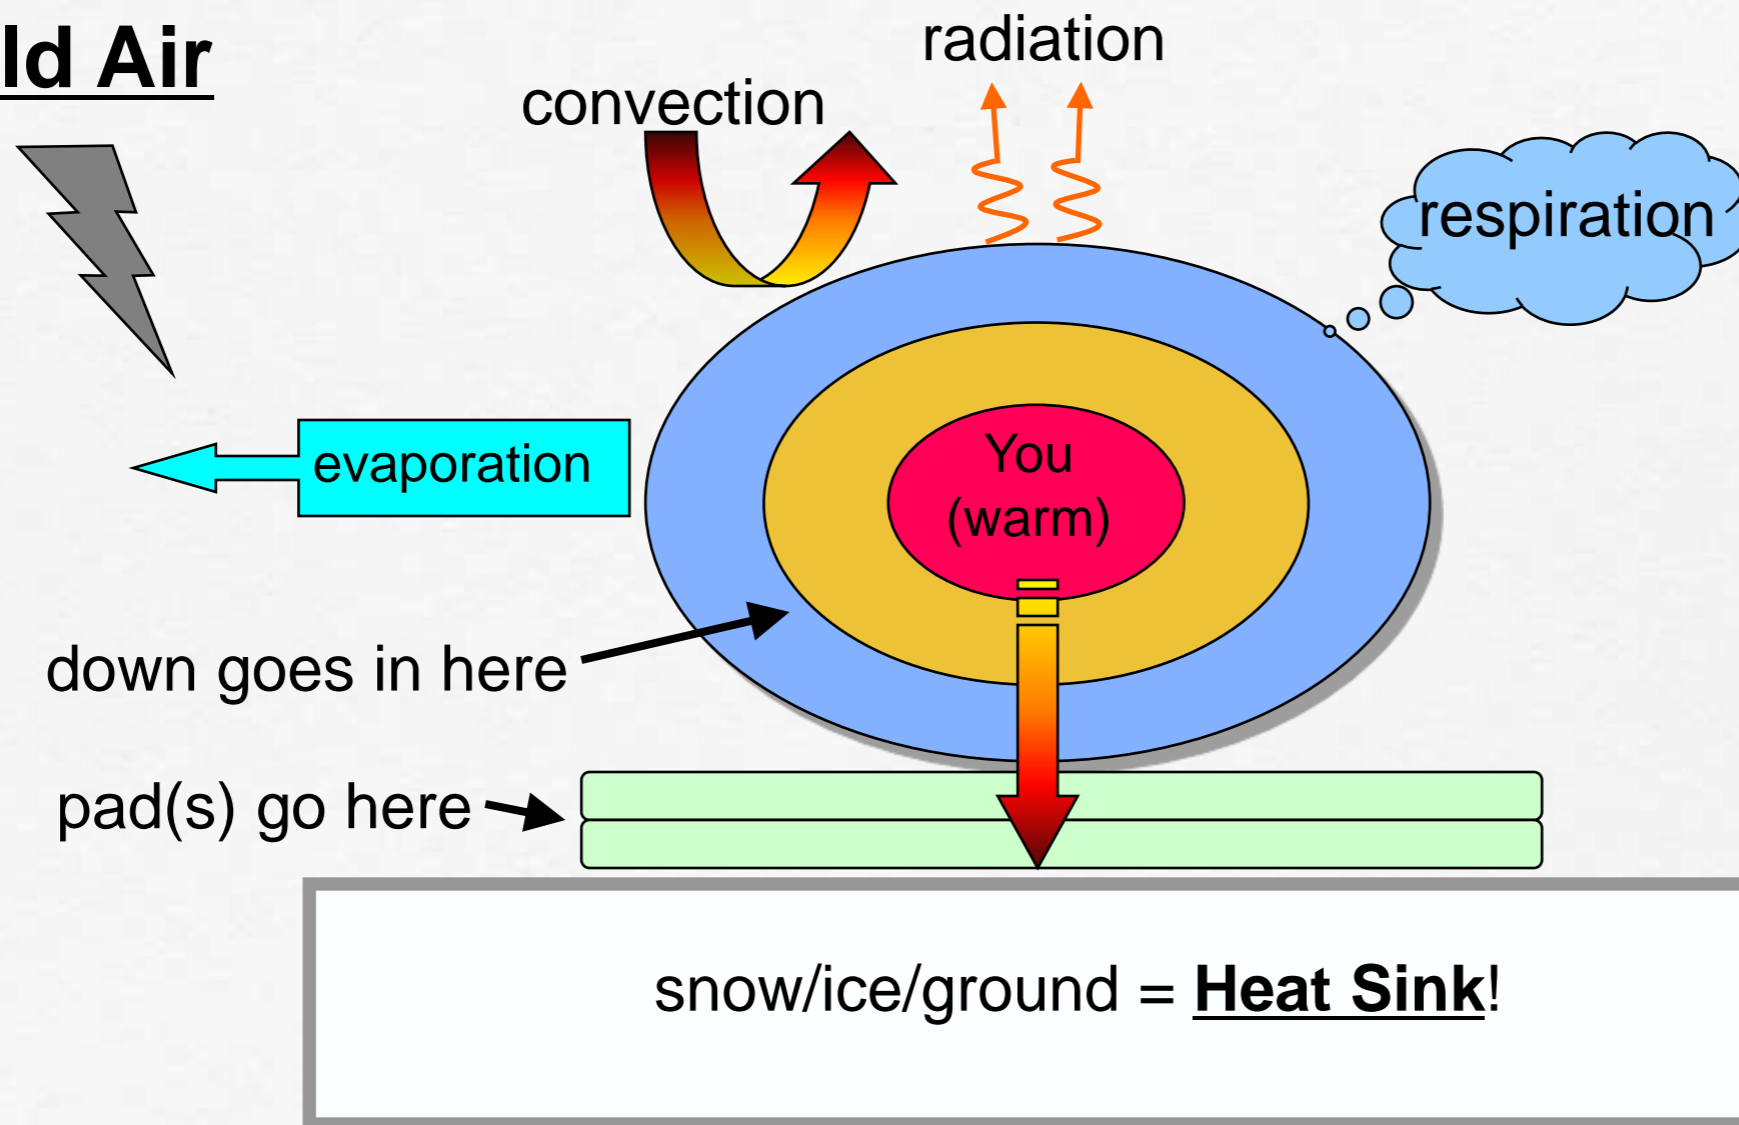 ld Air
radiation
convection
respiration
evaporation
You
(warm)
down goes in here
pad(s) go here
snow/ice/ground = Heat Sink!